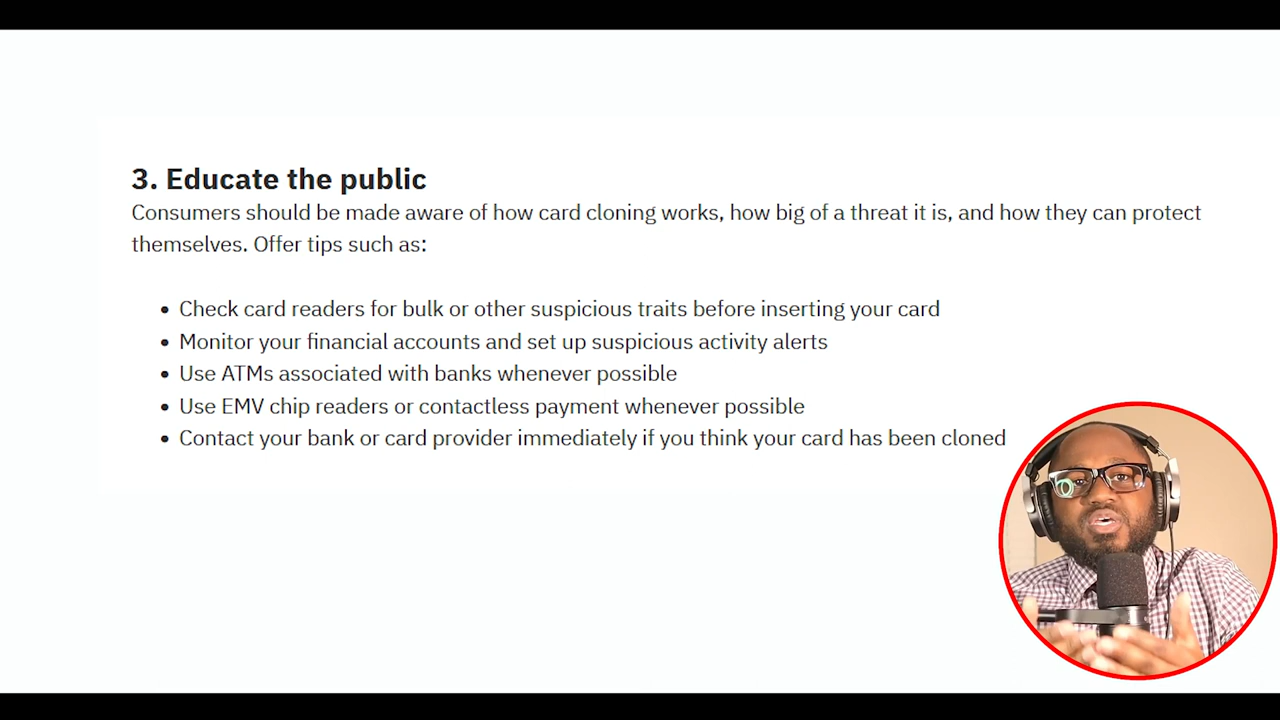 3. Educate the public
Consumers should be made aware of how card cloning works, how big of a threat it is, and how they can protect
themselves. Offer tips such as:
• Check card readers for bulk or other suspicious traits before inserting your card
• Monitor your financial accounts and set up suspicious activity alerts
• Use ATMs associated with banks whenever possible
• Use EMV chip readers or contactless payment whenever possible
• Contact your bank or card provider immediately if you think your card has been cloned